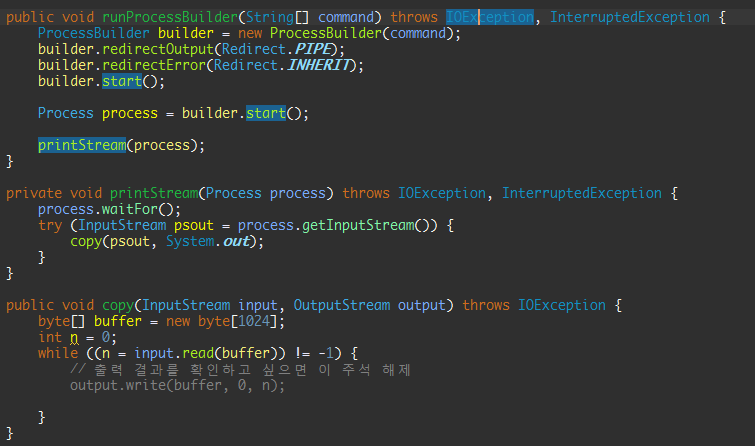 public void runProcessBuilder(String[] command) throws IOException, InterruptedException {
    ProcessBuilder builder = new ProcessBuilder(command);
    builder.redirectOutput(Redirect.PIPE);
    builder.redirectError(Redirect.INHERIT);
    builder.start();

    Process process = builder.start();

    printStream(process);
}

private void printStream(Process process) throws IOException, InterruptedException {
    process.waitFor();
    try (InputStream psout = process.getInputStream()) {
        copy(psout, System.out);
    }
}

public void copy(InputStream input, OutputStream output) throws IOException {
    byte[] buffer = new byte[1024];
    int n = 0;
    while ((n = input.read(buffer)) != -1) {
        // 출력 결과를 확인하고 싶으면 이 주석 해제
        output.write(buffer, 0, n);

    }
}